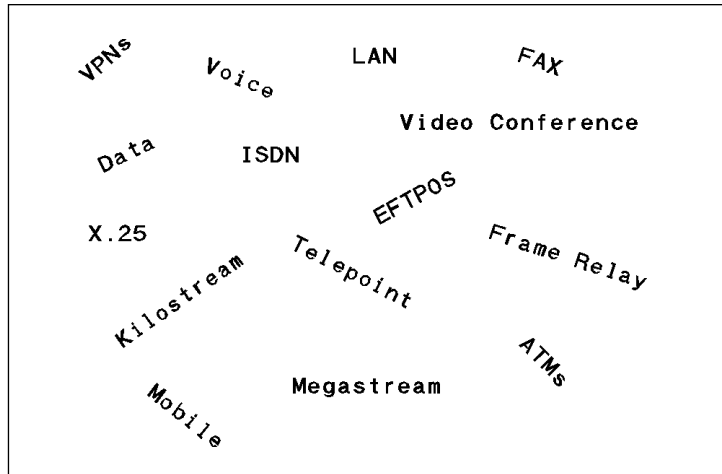 VPNs
Voice
LAN
FAX
Video Conference
Data
ISDN
EFTPOS
X.25
Telepoint
Frame Relay
Kilostream
ATMs
Megastream
Mobile